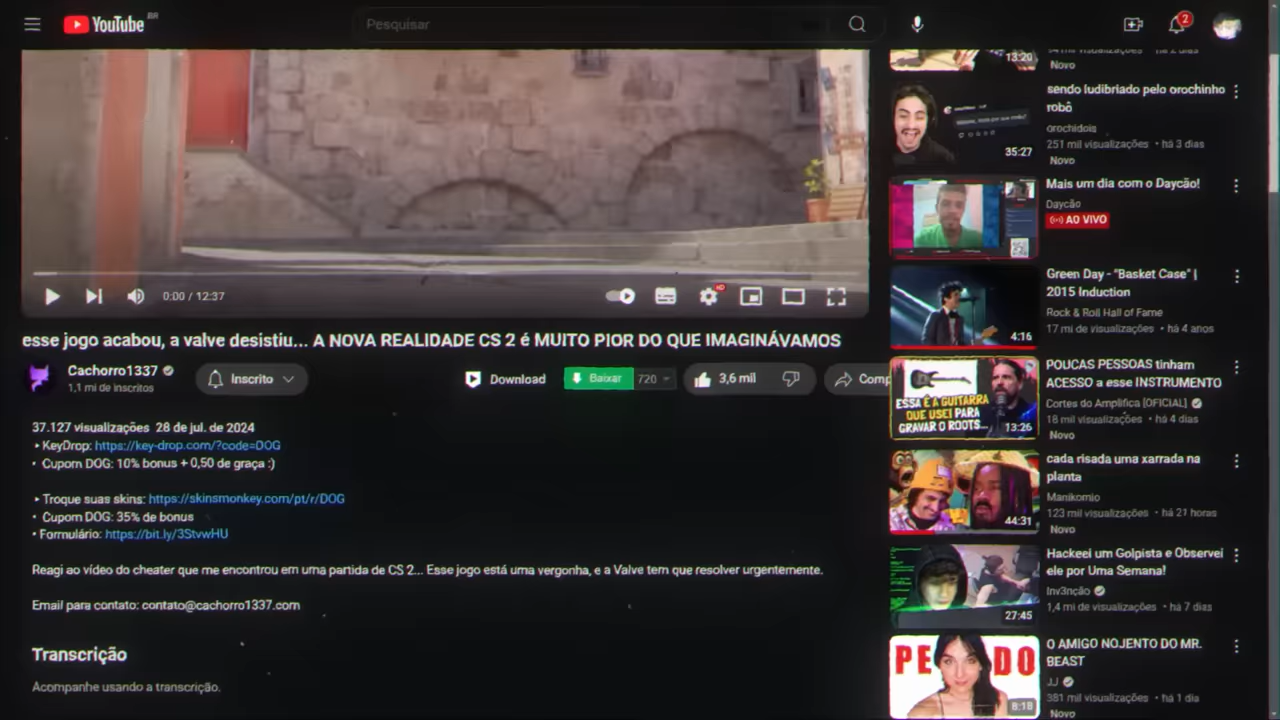 YouTube BR
Pesquisar
2
0:00 / 12:37
HD
esse jogo acabou, a valve desistiu... A NOVA REALIDADE CS 2 é MUITO PIOR DO QUE IMAGINÁVAMOS
Cachorro1337
1,1 mi de inscritos
Inscrito
Download
Baixar
720
3,6 mil
Comp
37.127 visualizações 28 de jul. de 2024
‣ KeyDrop: https://key-drop.com/?code=DOG
• Cupom DOG: 10% bonus + 0,50 de graça :)
‣ Troque suas skins: https://skinsmonkey.com/pt/r/DOG
• Cupom DOG: 35% de bonus
• Formulário: https://bit.ly/3StvwHU
Reagi ao vídeo do cheater que me encontrou em uma partida de CS 2... Esse jogo está uma vergonha, e a Valve tem que resolver urgentemente.
Email para contato: contato@cachorro1337.com
Transcrição
Acompanhe usando a transcrição.
13:20
Novo
35:27
sendo ludibriado pelo orochinho
robô
orochidois
251 mil visualizações • há 3 dias
Novo
Mais um dia com o Daycão!
Daycão
AO VIVO
4:16
Green Day - "Basket Case" |
2015 Induction
Rock & Roll Hall of Fame
17 mi de visualizações • há 4 anos
ESSA É A GUITARRA
QUE USEI PARA
GRAVAR O ROOTS...
13:26
POUCAS PESSOAS tinham
ACESSO a esse INSTRUMENTO
Cortes do Amplifica [OFICIAL]
18 mil visualizações • há 4 dias
Novo
44:31
cada risada uma xarrada na
planta
Manikomio
123 mil visualizações • há 21 horas
Novo
27:45
Hackeei um Golpista e Observei
ele por Uma Semana!
Inv3nção
1,4 mi de visualizações • há 7 dias
PE DO
8:18
O AMIGO NOJENTO DO MR.
BEAST
JJ
381 mil visualizações • há 1 dia
Novo